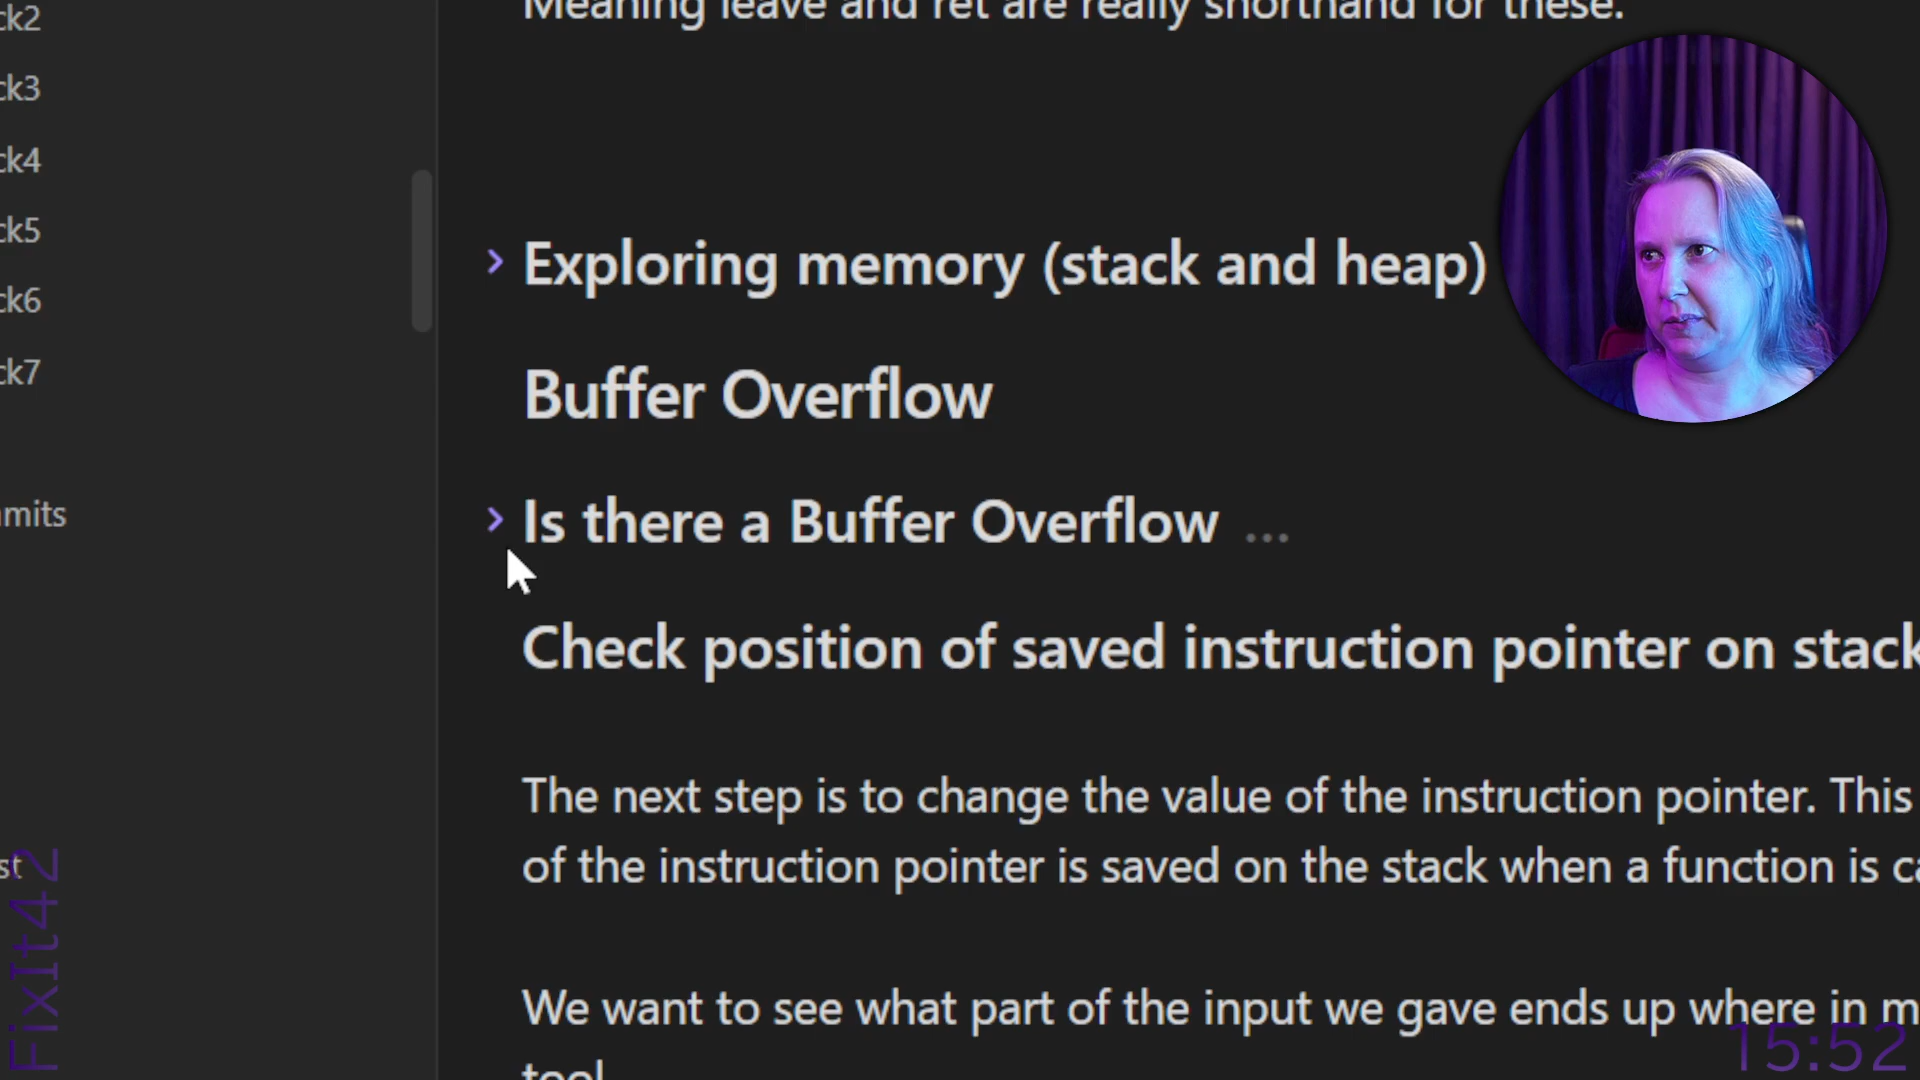 ck2
ck3
ck4
ck5
ck6
ck7
mits
st
Meaning leave and ret are really shorthand for these.
Exploring memory (stack and heap)
Buffer Overflow
Is there a Buffer Overflow ...
Check position of saved instruction pointer on stack
The next step is to change the value of the instruction pointer. This
of the instruction pointer is saved on the stack when a function is ca
We want to see what part of the input we gave ends up where in m
tool
FixIt42
15:52